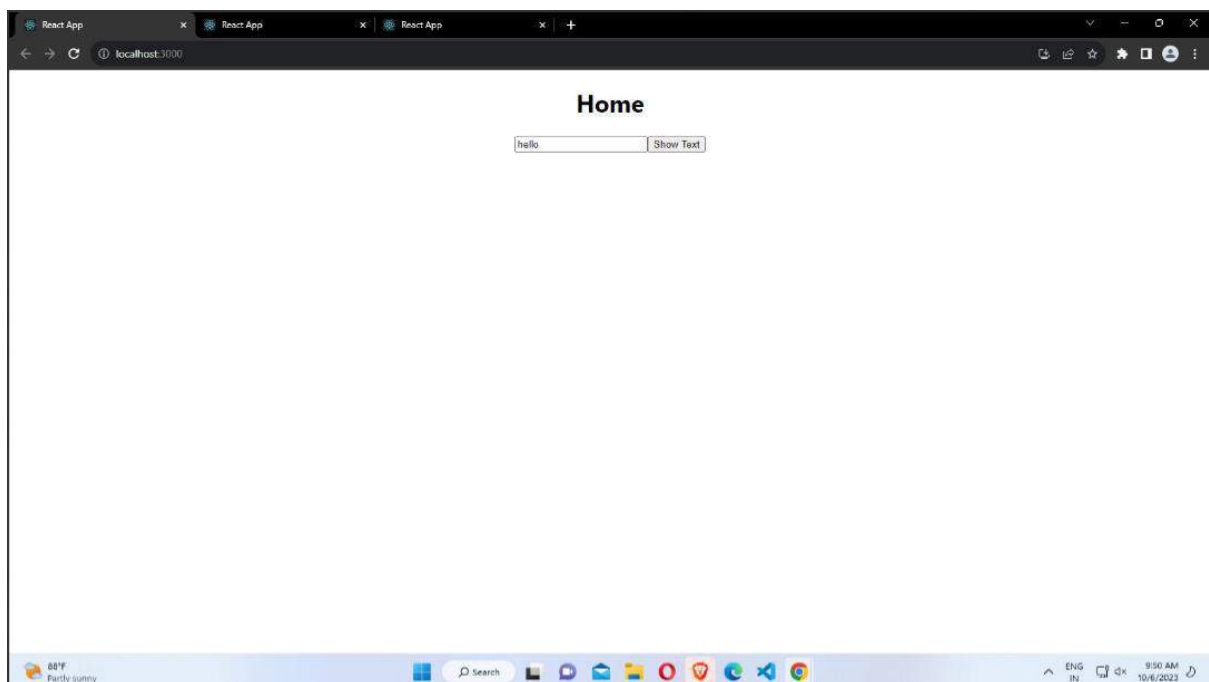 React App React App React App
localhost:3000
Home
hello Show Text
88°F
Partly sunny
Search
ENG
IN
9:50 AM
10/6/2023